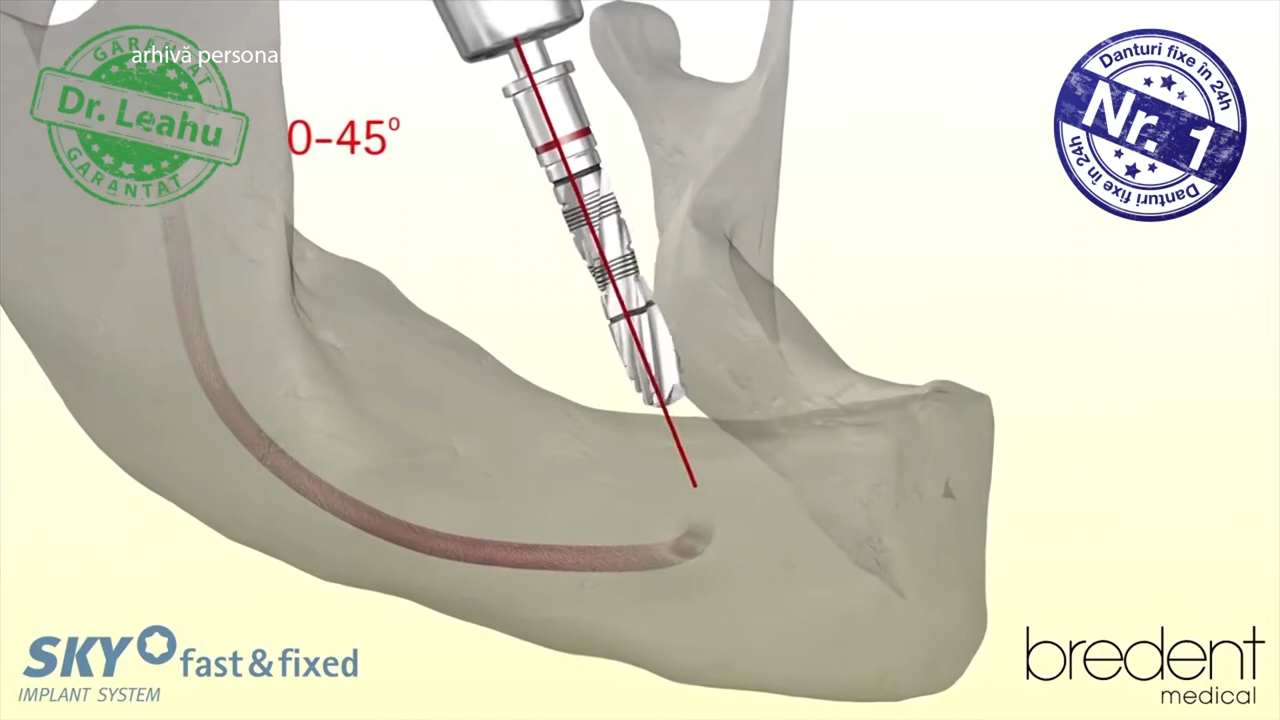 arhivă personal
GARANTAT
Dr. Leahu
GARANTAT
0-45⁰
Danturi fixe în 24h
Nr. 1
Danturi fixe în 24h
SKY fast & fixed
IMPLANT SYSTEM
bredent
medical